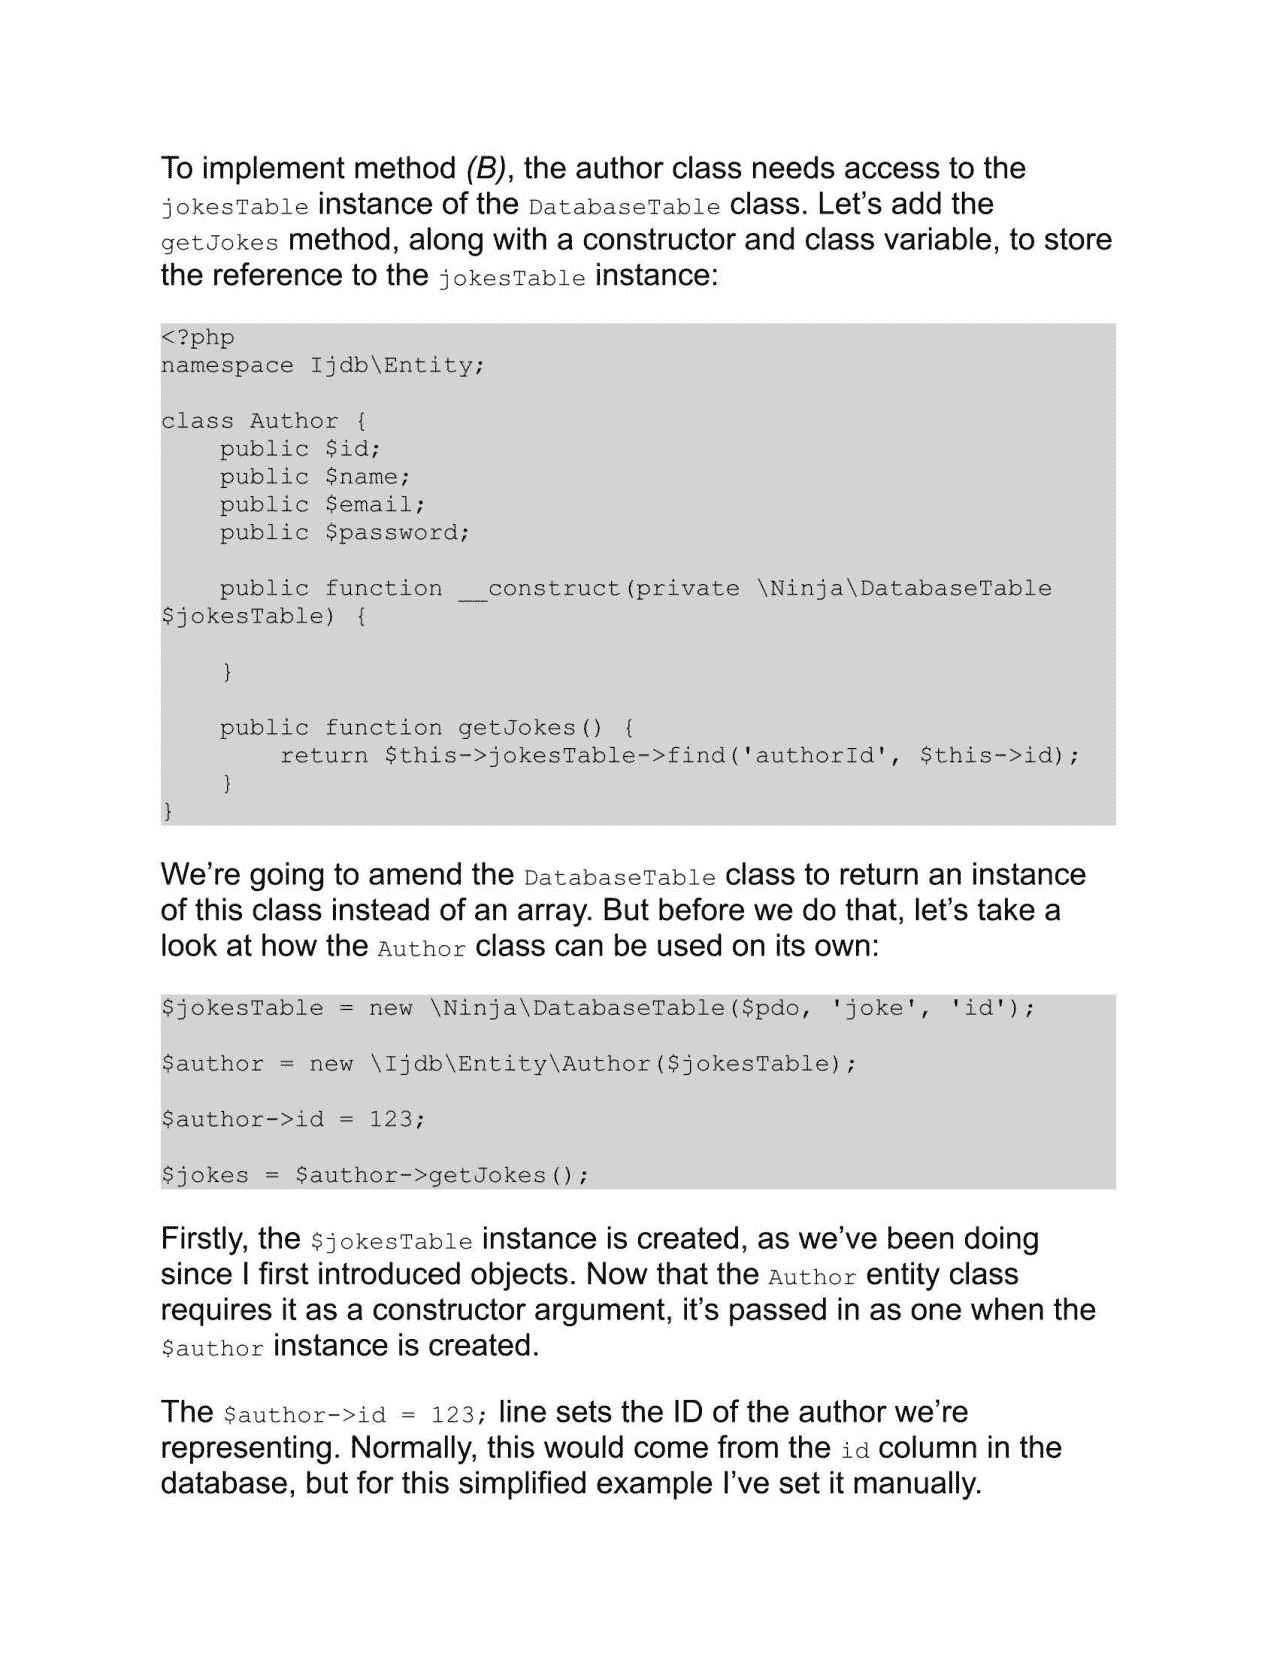 To implement method (B), the author class needs access to the
jokesTable instance of the DatabaseTable class. Let’s add the
getJokes method, along with a constructor and class variable, to store
the reference to the jokesTable instance:
<?php
namespace Ijdb\Entity;
class Author {
    public $id;
    public $name;
    public $email;
    public $password;
    public function __construct(private \Ninja\DatabaseTable
$jokesTable) {
    }
    public function getJokes() {
        return $this->jokesTable->find('authorId', $this->id);
    }
}
We’re going to amend the DatabaseTable class to return an instance
of this class instead of an array. But before we do that, let’s take a
look at how the Author class can be used on its own:
$jokesTable = new \Ninja\DatabaseTable($pdo, 'joke', 'id');
$author = new \Ijdb\Entity\Author($jokesTable);
$author->id = 123;
$jokes = $author->getJokes();
Firstly, the $jokesTable instance is created, as we’ve been doing
since I first introduced objects. Now that the Author entity class
requires it as a constructor argument, it’s passed in as one when the
$author instance is created.
The $author->id = 123; line sets the ID of the author we’re
representing. Normally, this would come from the id column in the
database, but for this simplified example I’ve set it manually.